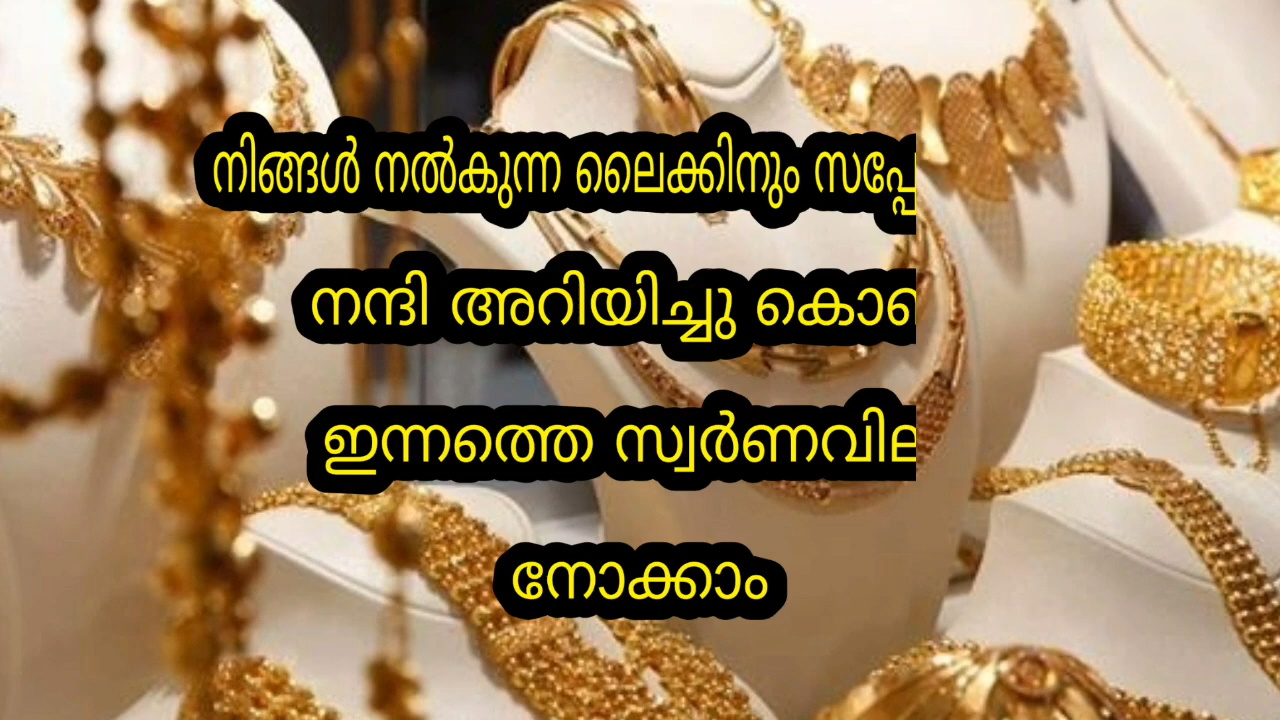 നിങ്ങൾ നൽകുന്ന ലൈക്കിനും
നന്ദി അറിയിച്ചു
ഇന്നത്തെ സ്വർണവില
നോക്കാം